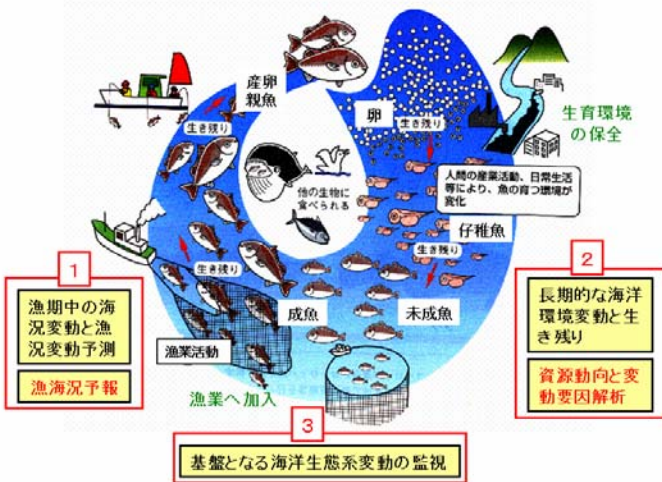 産卵
親魚
卵
生き残り
生き残り
生育環境
の保全
他の生物に
食べられる
人間の産業活動、日常生活
等により、魚の育つ環境が
変化
仔稚魚
生き残り
生き残り
成魚
未成魚
漁業活動
漁業へ加入
1
漁期中の海
況変動と漁
況変動予測
漁海況予報
2
長期的な海洋
環境変動と生
き残り
資源動向と変
動要因解析
3
基盤となる海洋生態系変動の監視